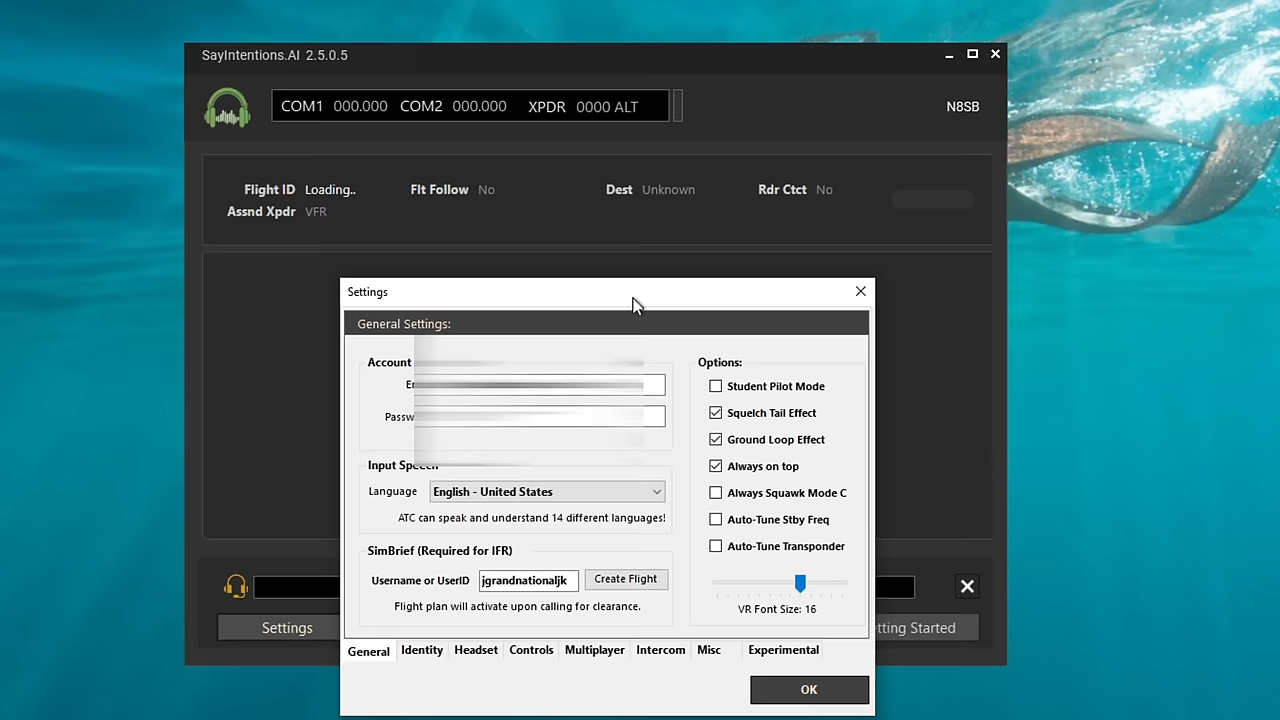 SayIntentions.AI 2.5.0.5
COM1 000.000 COM2 000.000 XPDR 0000 ALT
N8SB
Flight ID Loading.. Flt Follow No Dest Unknown Rdr Ctct No
Assnd Xpdr VFR
Settings
General Settings:
Account
Options:
Student Pilot Mode
Squelch Tail Effect
Ground Loop Effect
Always on top
Always Squawk Mode C
Auto-Tune Stby Freq
Auto-Tune Transponder
VR Font Size: 16
Passw
Input Speech
Language English - United States
ATC can speak and understand 14 different languages!
SimBrief (Required for IFR)
Username or UserID jgrandnationaljk Create Flight
Flight plan will activate upon calling for clearance.
Settings
tting Started
General Identity Headset Controls Multiplayer Intercom Misc Experimental
OK